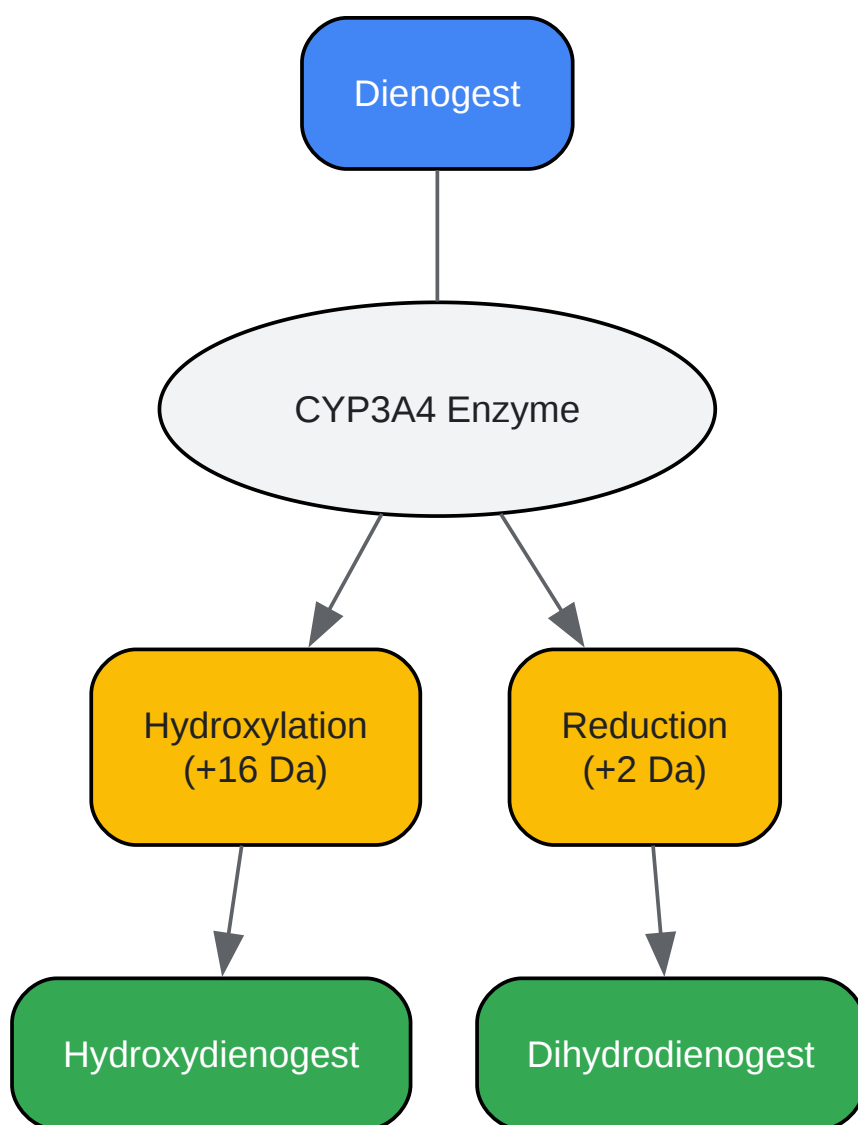 Dienogest
CYP3A4 Enzyme
Hydroxylation
(+16 Da)
Reduction
(+2 Da)
Hydroxydienogest
Dihydrodienogest